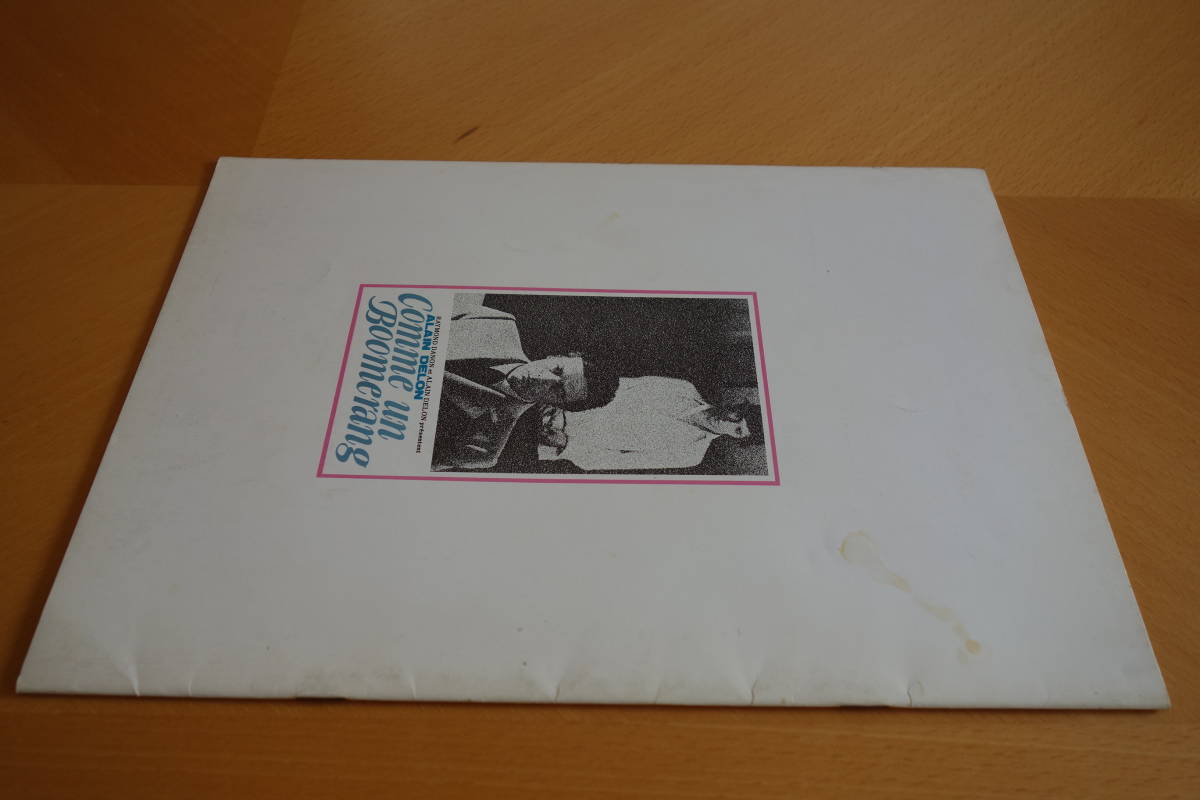 RAYMOND DANON et ALAIN DELON présentent
ALAIN DELON
Comme un
Boomerang